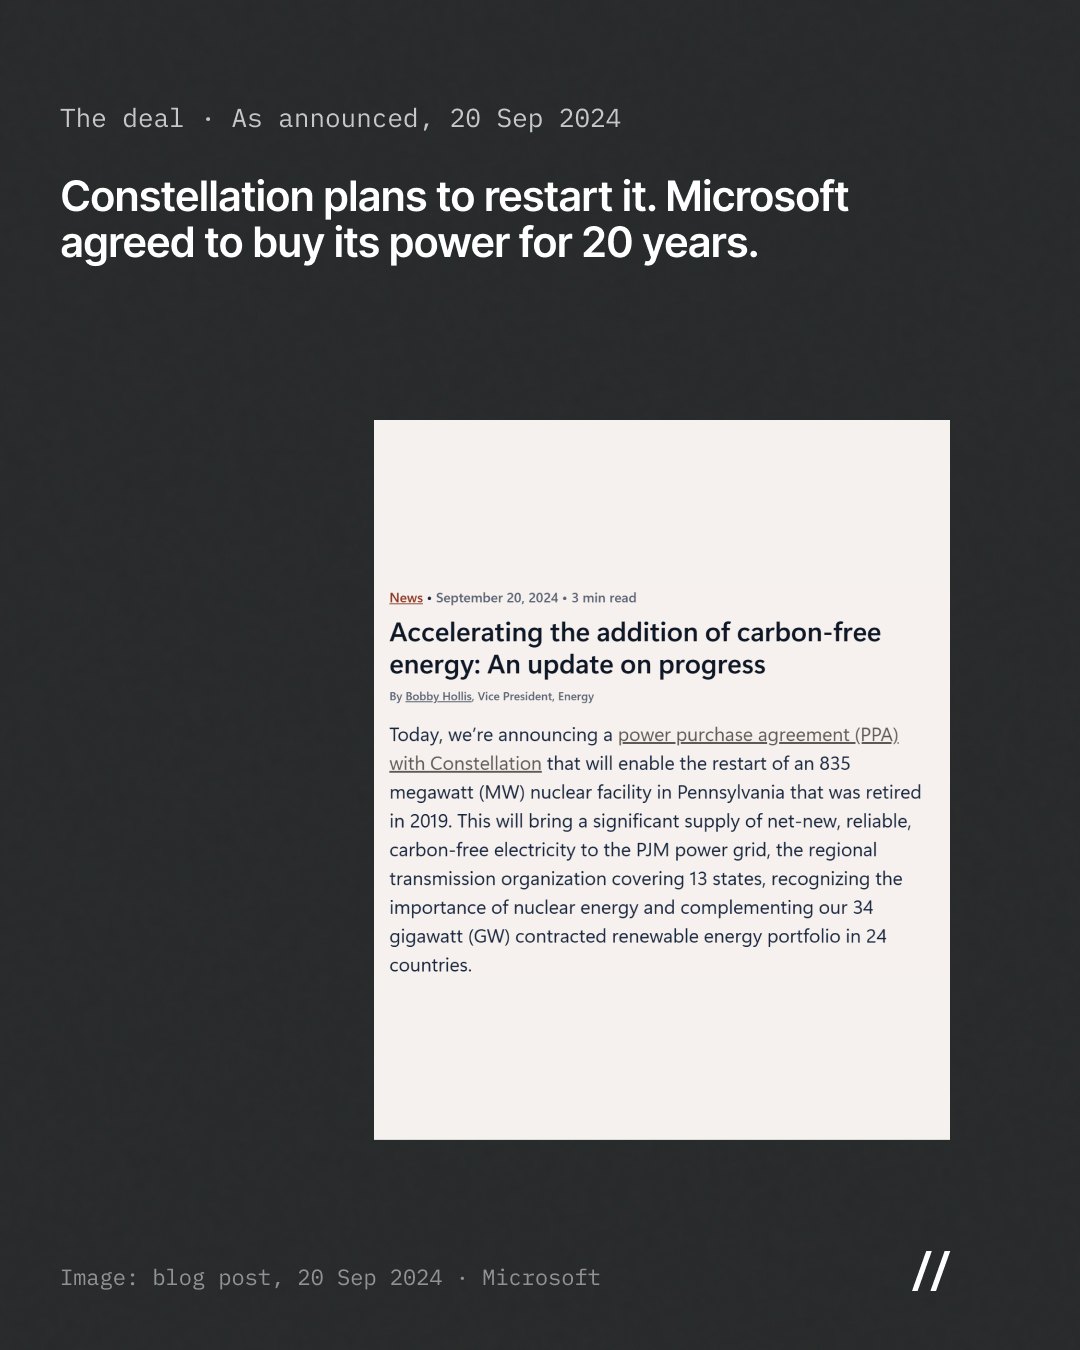 The deal · As announced, 20 Sep 2024
Constellation plans to restart it. Microsoft
agreed to buy its power for 20 years.
News • September 20, 2024 • 3 min read
Accelerating the addition of carbon-free
energy: An update on progress
By Bobby Hollis, Vice President, Energy
Today, we’re announcing a power purchase agreement (PPA)
with Constellation that will enable the restart of an 835
megawatt (MW) nuclear facility in Pennsylvania that was retired
in 2019. This will bring a significant supply of net-new, reliable,
carbon-free electricity to the PJM power grid, the regional
transmission organization covering 13 states, recognizing the
importance of nuclear energy and complementing our 34
gigawatt (GW) contracted renewable energy portfolio in 24
countries.
Image: blog post, 20 Sep 2024 · Microsoft
//